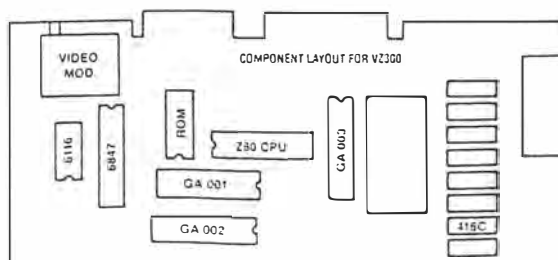 VIDEO
MOD.
COMPONENT LAYOUT FOR VZ300
6116
6847
ROM
Z80 CPU
GA 003
GA 001
GA 002
416C